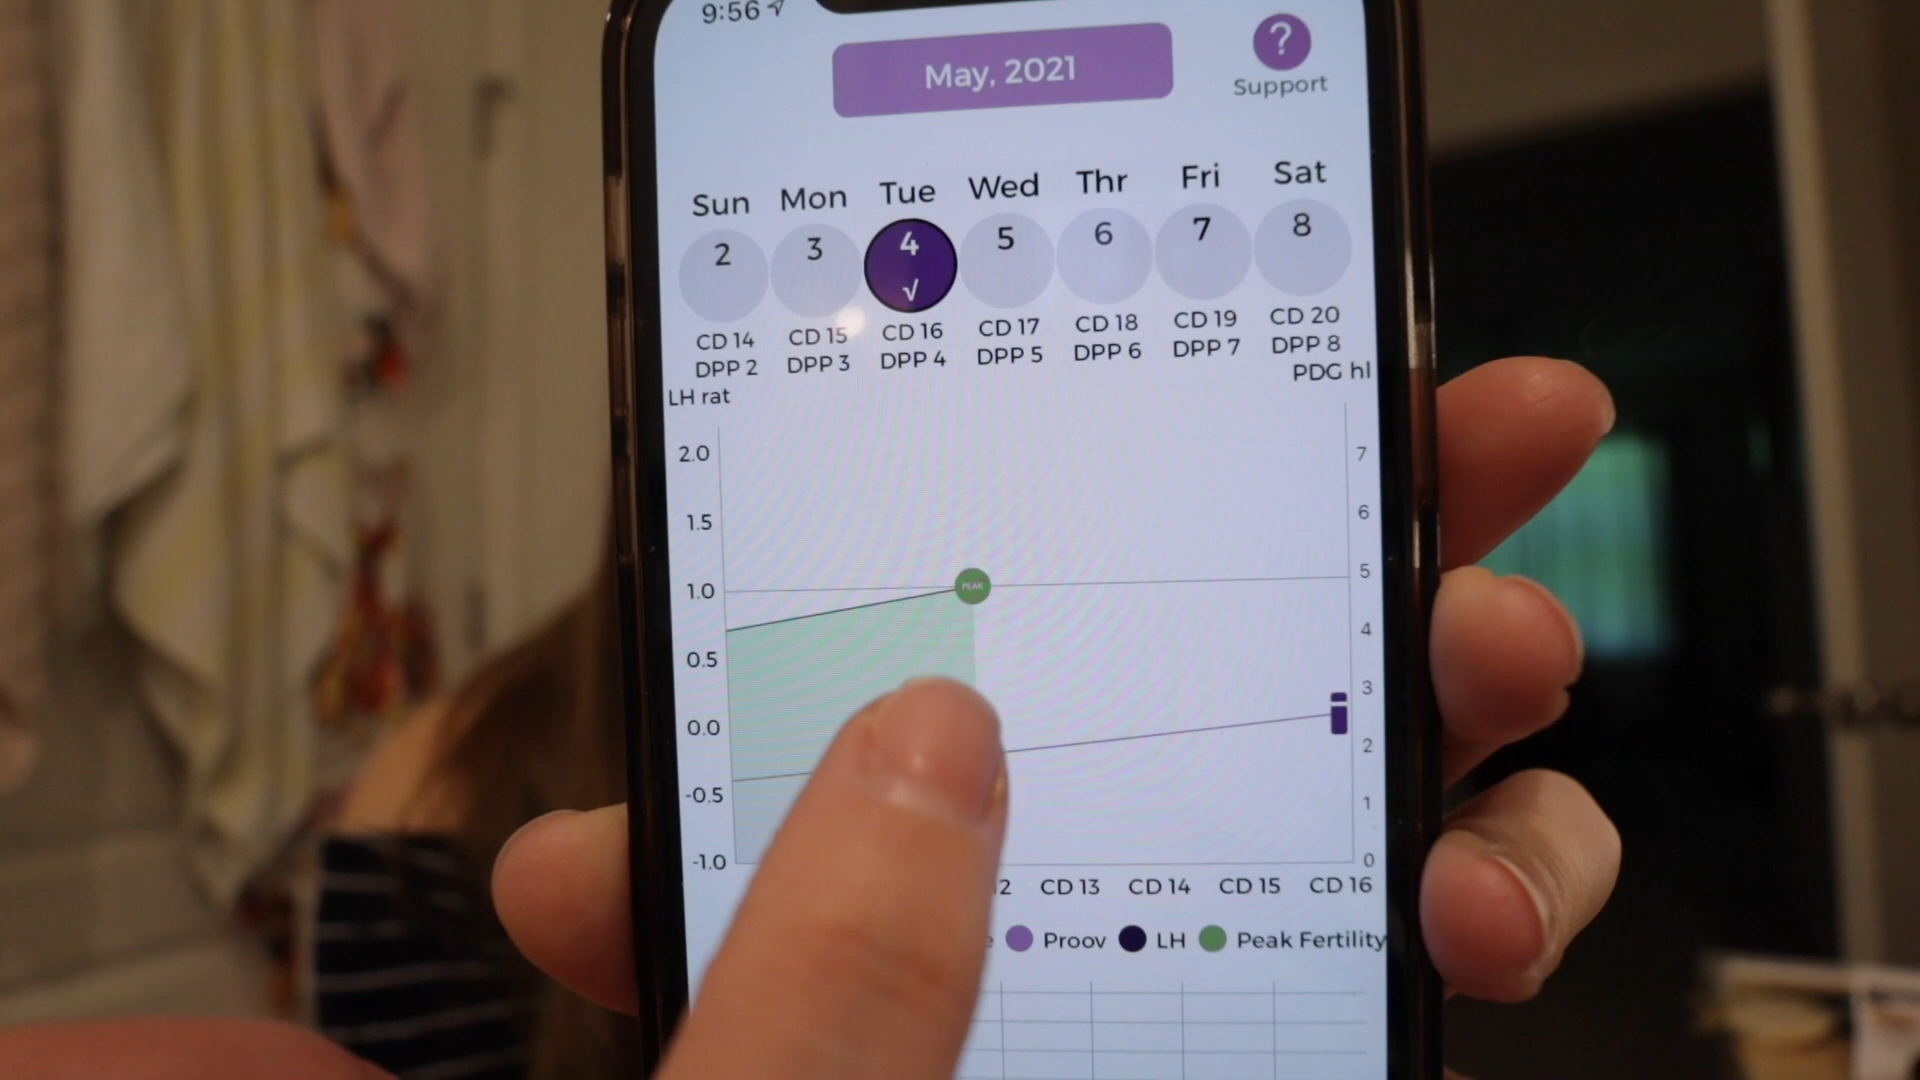 9:56
May, 2021
?
Support
Sun Mon Tue Wed Thr Fri Sat
2 3 4 5 6 7 8
√
CD 14 CD 15 CD 16 CD 17 CD 18 CD 19 CD 20
DPP 2 DPP 3 DPP 4 DPP 5 DPP 6 DPP 7 DPP 8
LH rat PDG hl
2.0 7
1.5 6
1.0 PEAK 5
0.5 4
3
0.0 2
-0.5 1
-1.0 0
12 CD 13 CD 14 CD 15 CD 16
e Proov LH Peak Fertility